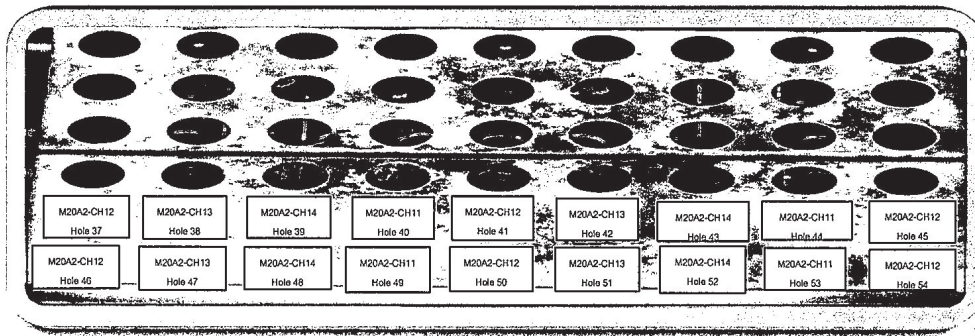 M20A2-CH12
Hole 37
M20A2-CH13
Hole 38
M20A2-CH14
Hole 39
M20A2-CH11
Hole 40
M20A2-CH12
Hole 41
M20A2-CH13
Hole 42
M20A2-CH14
Hole 43
M20A2-CH11
Hole 44
M20A2-CH12
Hole 45
M20A2-CH12
Hole 46
M20A2-CH13
Hole 47
M20A2-CH14
Hole 48
M20A2-CH11
Hole 49
M20A2-CH12
Hole 50
M20A2-CH13
Hole 51
M20A2-CH14
Hole 52
M20A2-CH11
Hole 53
M20A2-CH12
Hole 54